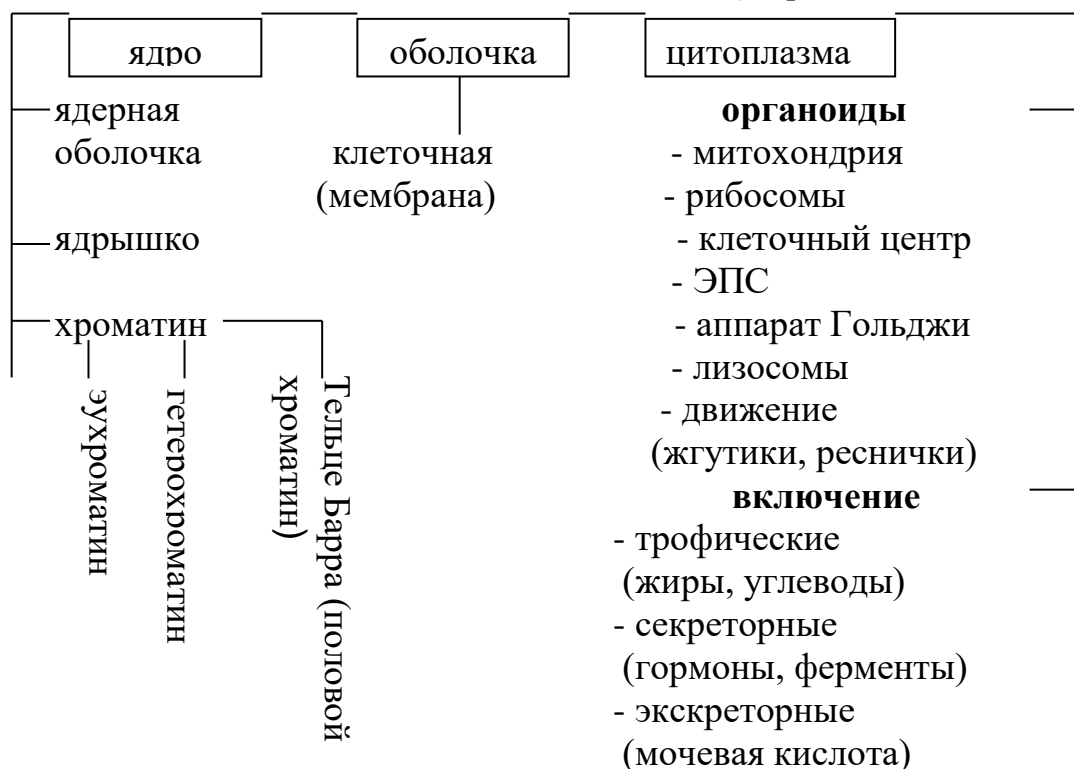 ядро
оболочка
цитоплазма
ядерная
оболочка
ядрышко
хроматин
эухроматин
гетерохроматин
Тельце Барра (половой
хроматин)
клеточная
(мембрана)
органоиды
- митохондрия
- рибосомы
- клеточный центр
- ЭПС
- аппарат Гольджи
- лизосомы
- движение
(жгутики, реснички)
включение
- трофические
(жиры, углеводы)
- секреторные
(гормоны, ферменты)
- экскреторные
(мочевая кислота)